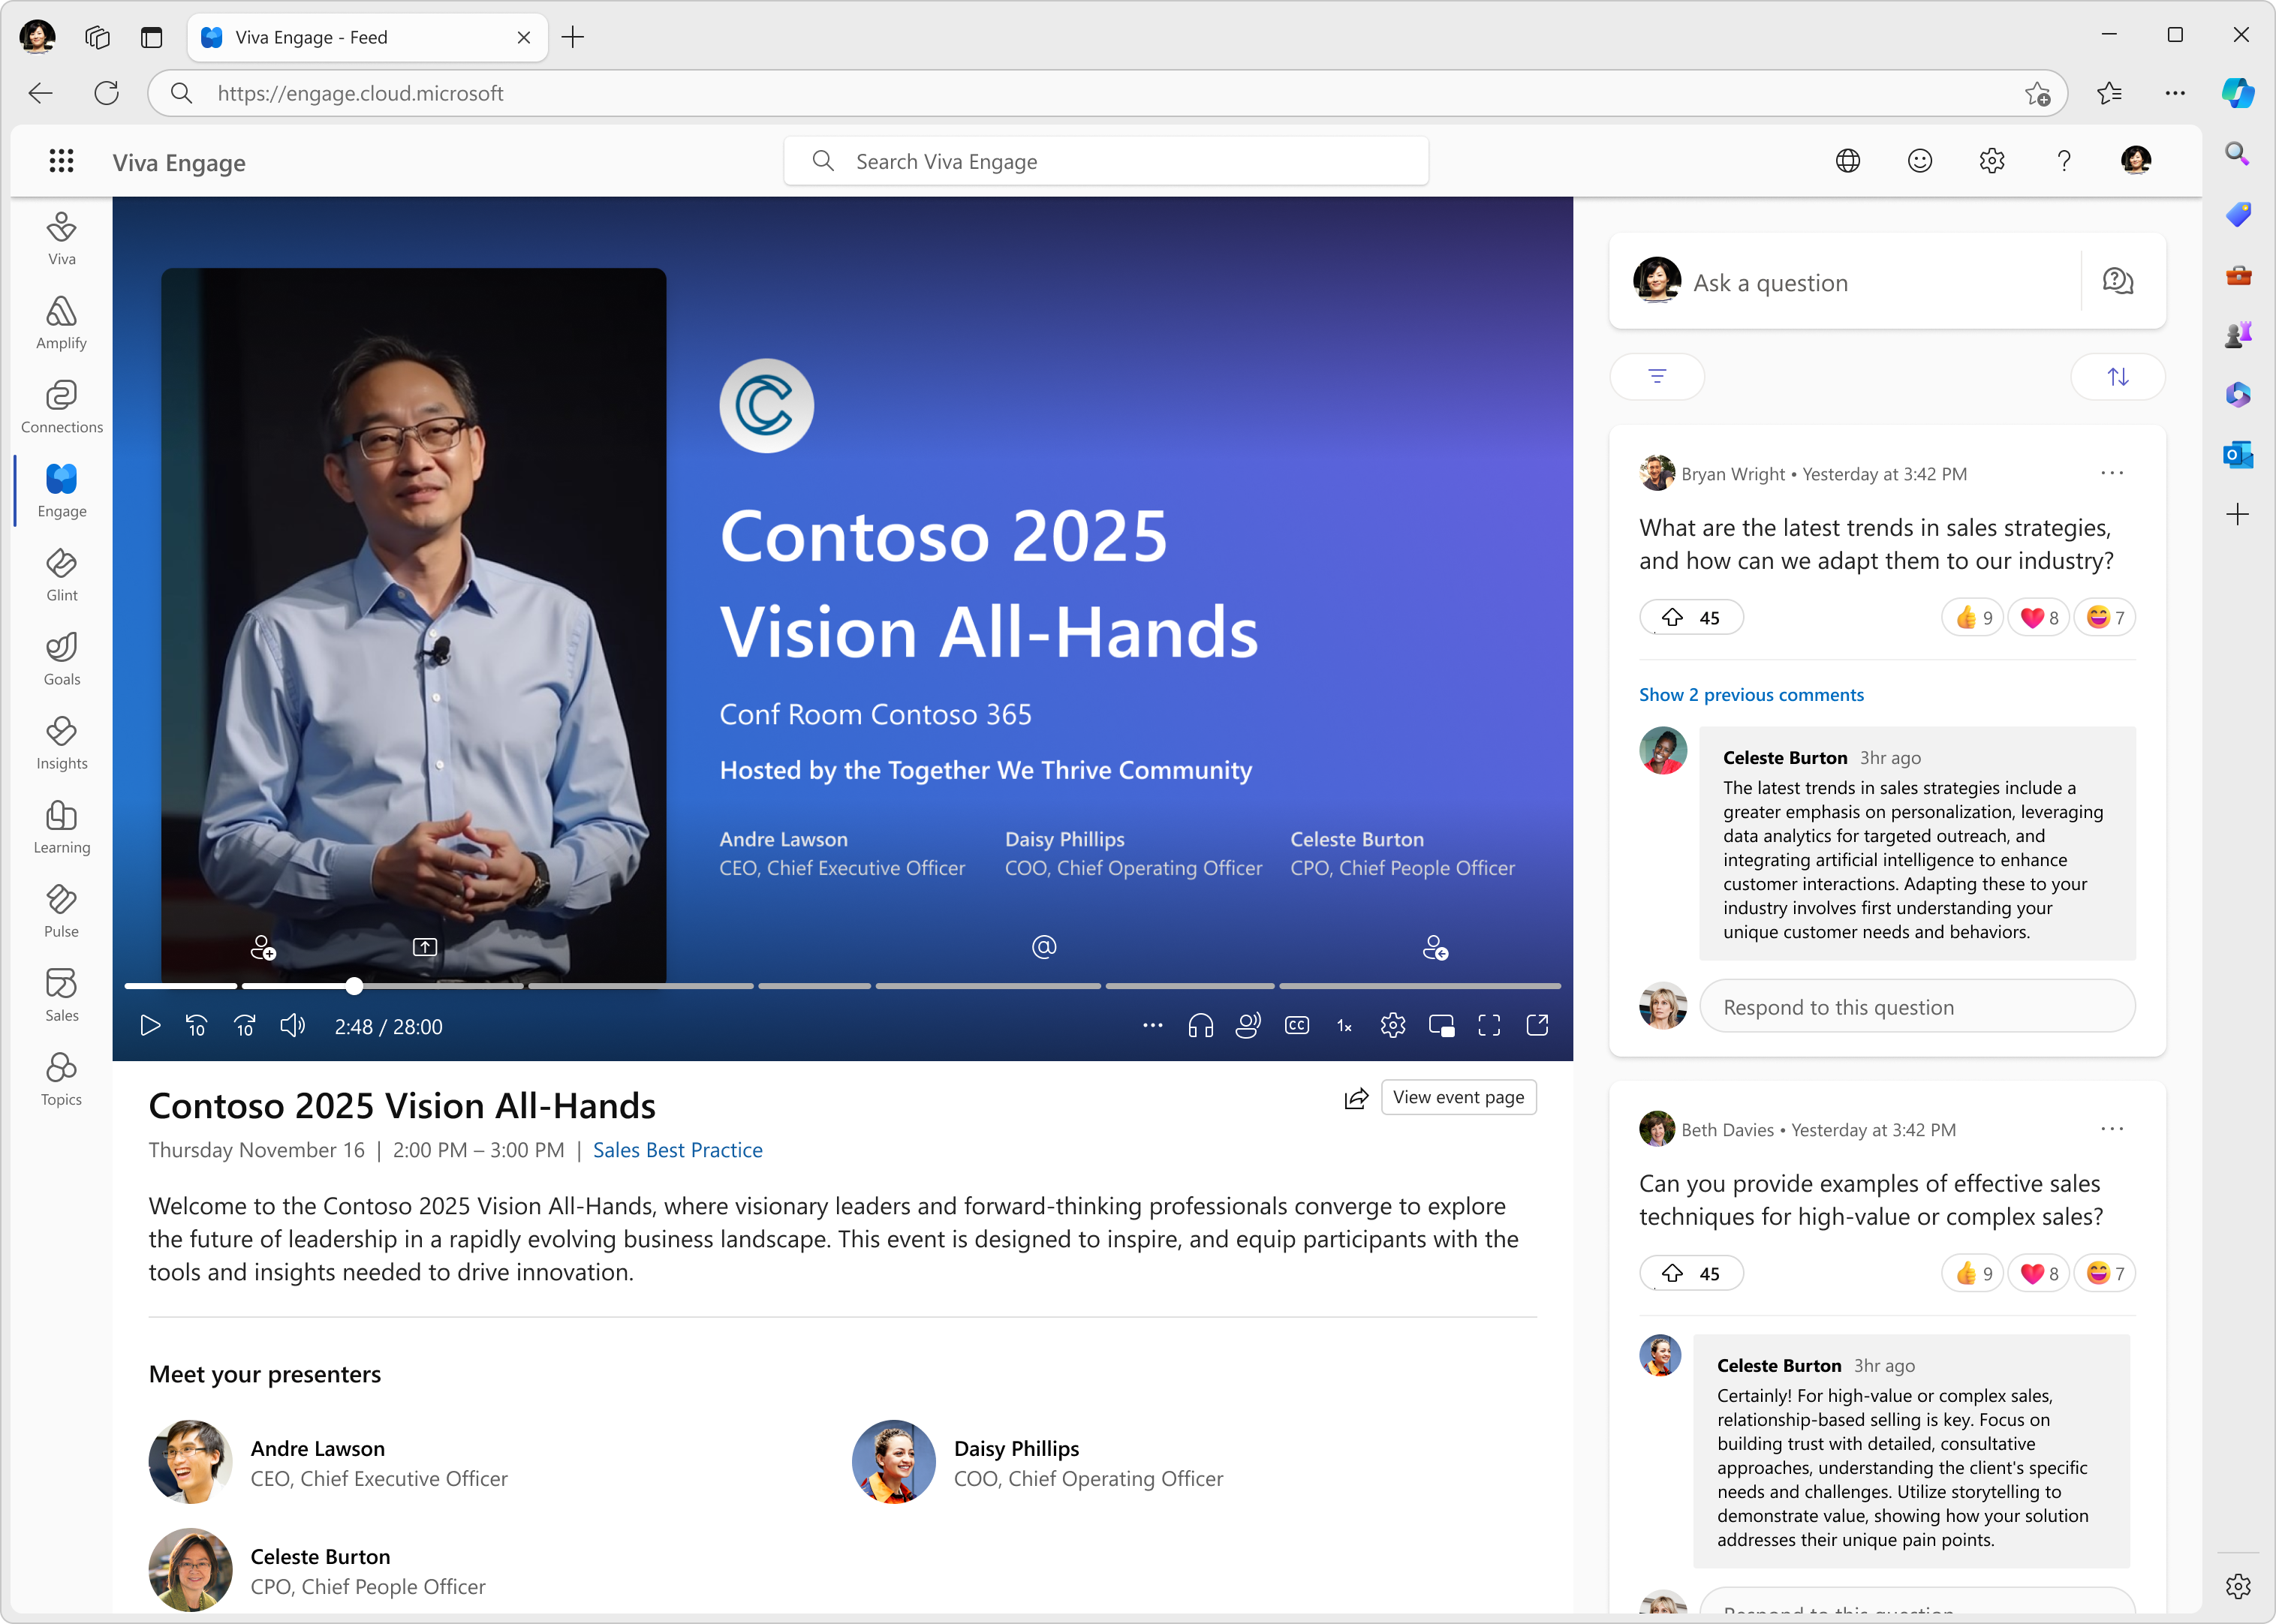 Viva Engage - Feed
https://engage.cloud.microsoft
Viva Engage
Search Viva Engage
Viva
Amplify
Connections
Engage
Glint
Goals
Insights
Learning
Pulse
Sales
Topics
Contoso 2025
Vision All-Hands
Conf Room Contoso 365
Hosted by the Together We Thrive Community
Andre Lawson
CEO, Chief Executive Officer
Daisy Phillips
COO, Chief Operating Officer
Celeste Burton
CPO, Chief People Officer
10
10
2:48 / 28:00
CC
1x
Contoso 2025 Vision All-Hands
View event page
Thursday November 16 | 2:00 PM – 3:00 PM | Sales Best Practice
Welcome to the Contoso 2025 Vision All-Hands, where visionary leaders and forward-thinking professionals converge to explore
the future of leadership in a rapidly evolving business landscape. This event is designed to inspire, and equip participants with the
tools and insights needed to drive innovation.
Meet your presenters
Andre Lawson
CEO, Chief Executive Officer
Daisy Phillips
COO, Chief Operating Officer
Celeste Burton
CPO, Chief People Officer
Ask a question
Bryan Wright • Yesterday at 3:42 PM
What are the latest trends in sales strategies,
and how can we adapt them to our industry?
45
9
8
7
Show 2 previous comments
Celeste Burton 3hr ago
The latest trends in sales strategies include a
greater emphasis on personalization, leveraging
data analytics for targeted outreach, and
integrating artificial intelligence to enhance
customer interactions. Adapting these to your
industry involves first understanding your
unique customer needs and behaviors.
Respond to this question
Beth Davies • Yesterday at 3:42 PM
Can you provide examples of effective sales
techniques for high-value or complex sales?
45
9
8
7
Celeste Burton 3hr ago
Certainly! For high-value or complex sales,
relationship-based selling is key. Focus on
building trust with detailed, consultative
approaches, understanding the client's specific
needs and challenges. Utilize storytelling to
demonstrate value, showing how your solution
addresses their unique pain points.
Respond to this question